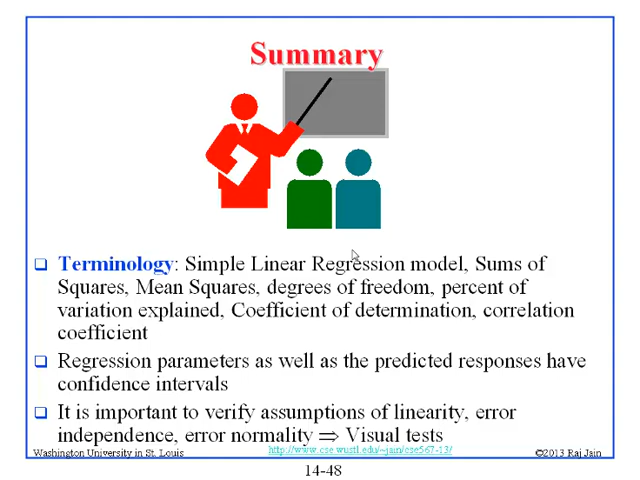 Summary
Terminology: Simple Linear Regression model, Sums of
Squares, Mean Squares, degrees of freedom, percent of
variation explained, Coefficient of determination, correlation
coefficient
Regression parameters as well as the predicted responses have
confidence intervals
It is important to verify assumptions of linearity, error
independence, error normality ⇒ Visual tests
Washington University in St. Louis
http://www.cse.wustl.edu/~jain/cse567-13/
©2013 Raj Jain
14-48